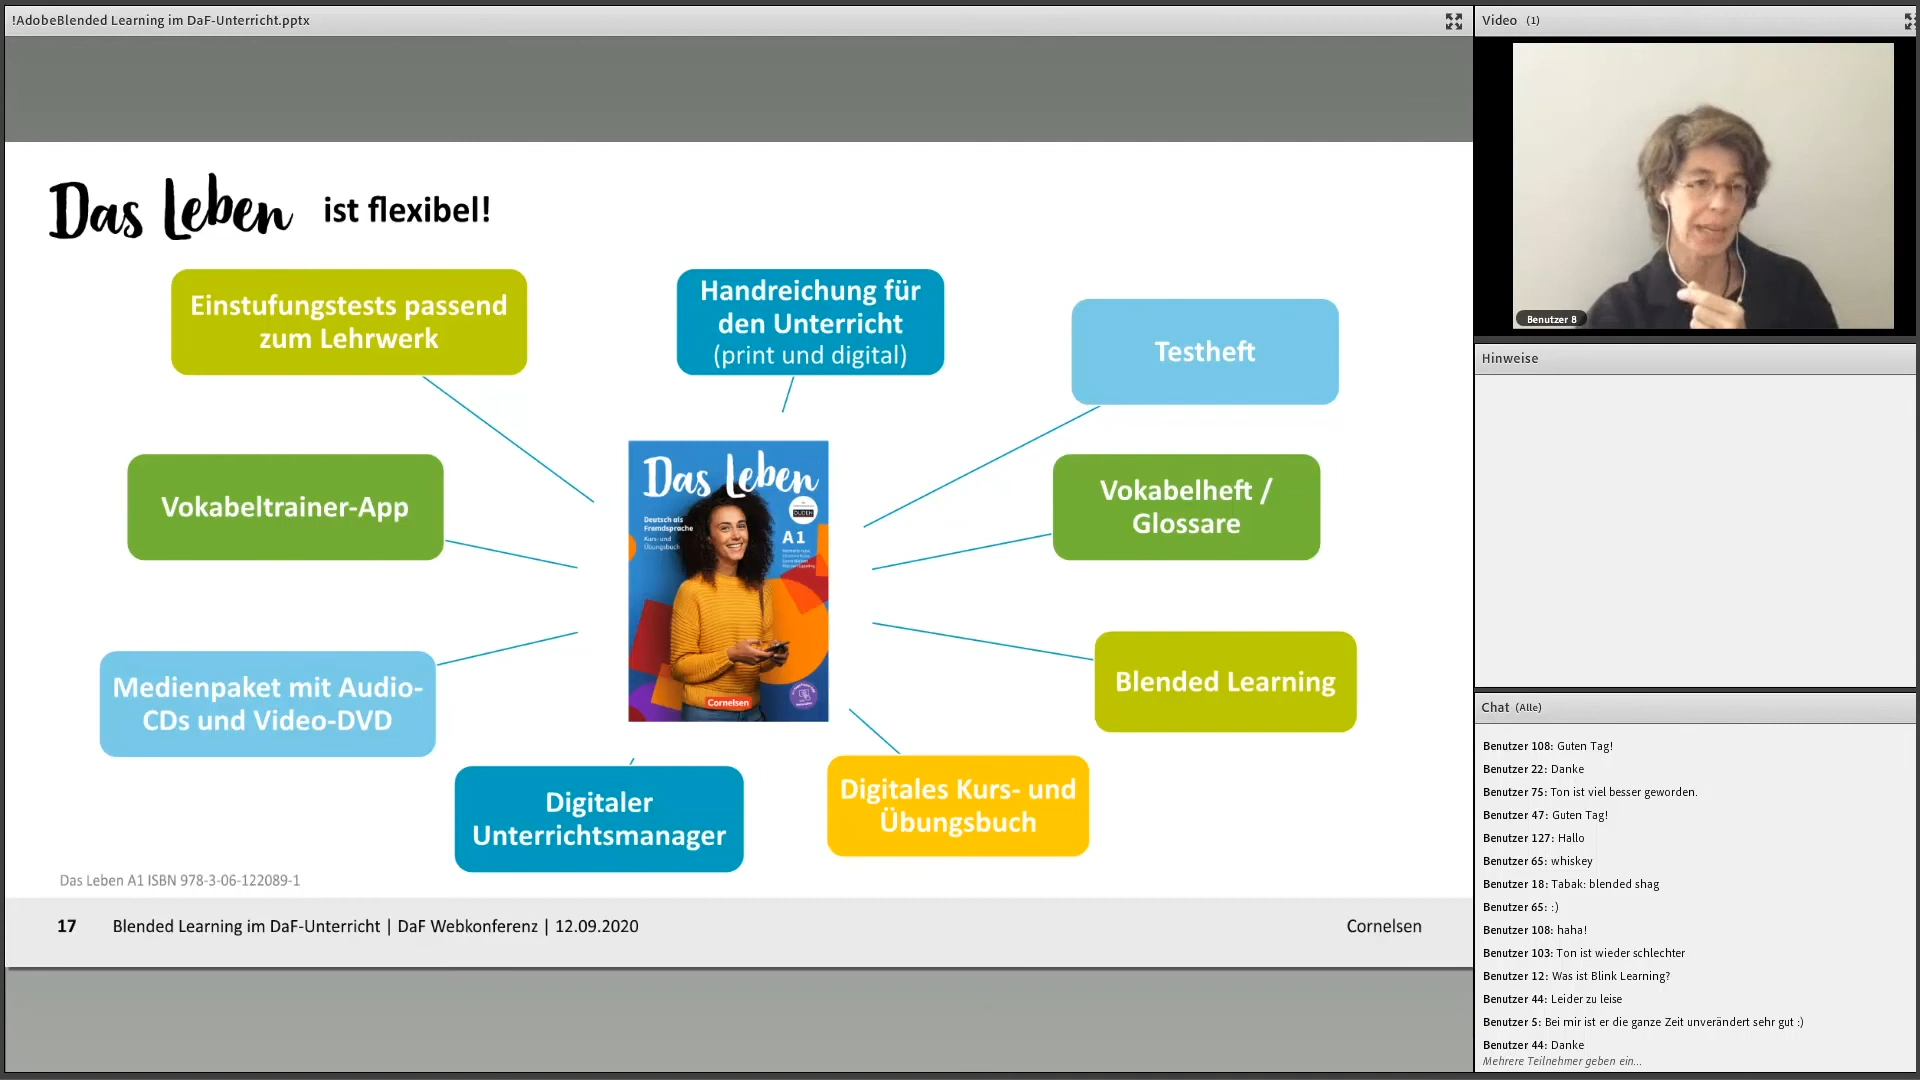 !AdobeBlended Learning im DaF-Unterricht.pptx
Das Leben ist flexibel!
Einstufungstests passend
zum Lehrwerk
Handreichung für
den Unterricht
(print und digital)
Testheft
Vokabeltrainer-App
Vokabelheft /
Glossare
Das Leben
Deutsch als
Fremdsprache
Kurs- und
Übungsbuch
DUDEN
A1
Cornelsen
Medienpaket mit Audio-
CDs und Video-DVD
Blended Learning
Digitaler
Unterrichtsmanager
Digitales Kurs- und
Übungsbuch
Das Leben A1 ISBN 978-3-06-122089-1
17 Blended Learning im DaF-Unterricht | DaF Webkonferenz | 12.09.2020 Cornelsen
Video (1)
Benutzer 8
Hinweise
Chat (Alle)
Benutzer 108: Guten Tag!
Benutzer 22: Danke
Benutzer 75: Ton ist viel besser geworden.
Benutzer 47: Guten Tag!
Benutzer 127: Hallo
Benutzer 65: whiskey
Benutzer 18: Tabak: blended shag
Benutzer 65: :)
Benutzer 108: haha!
Benutzer 103: Ton ist wieder schlechter
Benutzer 12: Was ist Blink Learning?
Benutzer 44: Leider zu leise
Benutzer 5: Bei mir ist er die ganze Zeit unverändert sehr gut :)
Benutzer 44: Danke
Mehrere Teilnehmer geben ein...